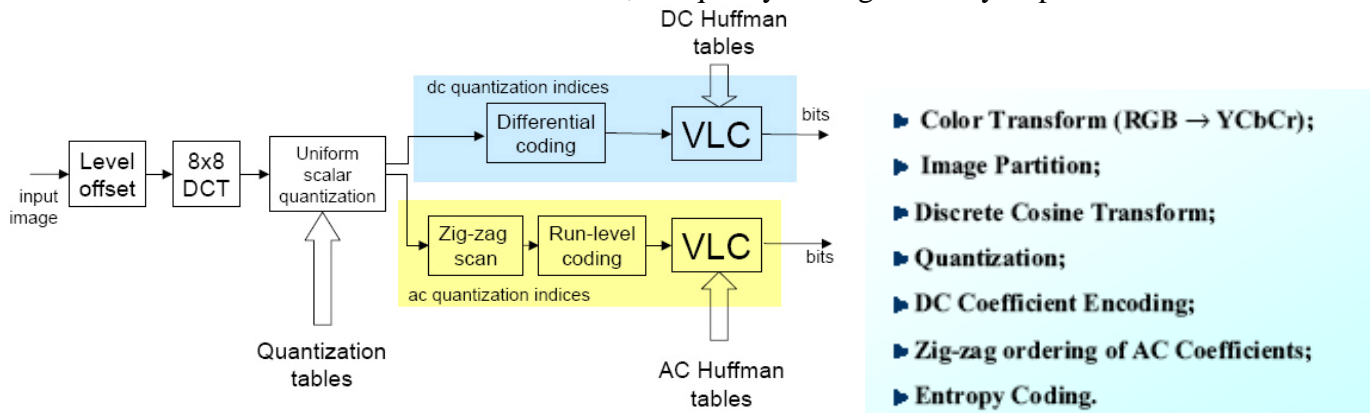 DC Huffman
tables
dc quantization indices
Differential
coding
VLC
bits
Level
offset
8x8
DCT
Uniform
scalar
quantization
input
image
Zig-zag
scan
Run-level
coding
VLC
bits
ac quantization indices
Quantization
tables
AC Huffman
tables
Color Transform (RGB → YCbCr);
Image Partition;
Discrete Cosine Transform;
Quantization;
DC Coefficient Encoding;
Zig-zag ordering of AC Coefficients;
Entropy Coding.